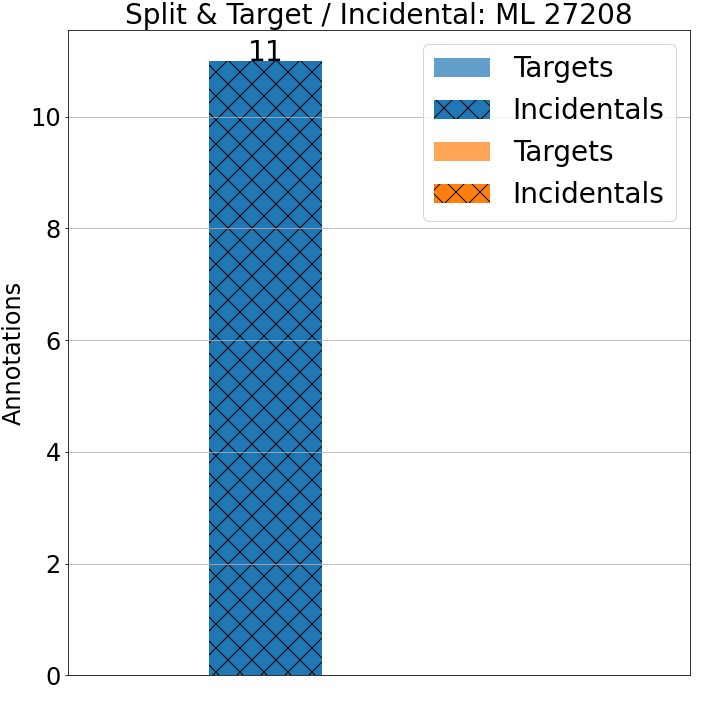 Split & Target / Incidental: ML 27208
11
Targets
Incidentals
Targets
Incidentals
10
8
6
4
2
0
Annotations